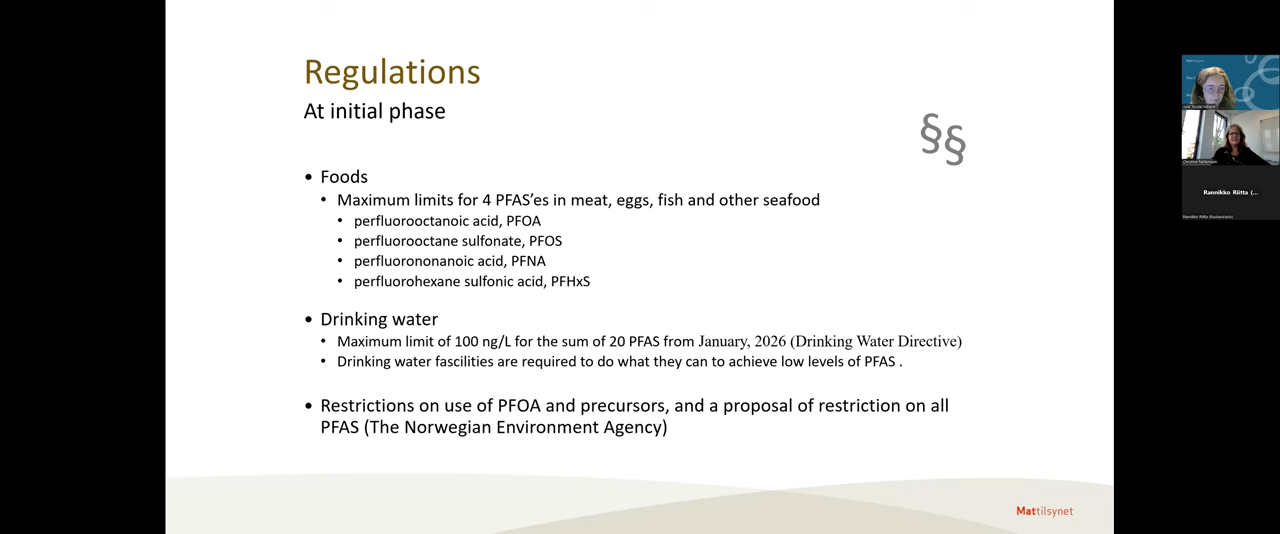 Regulations
At initial phase
§§
• Foods
• Maximum limits for 4 PFAS'es in meat, eggs, fish and other seafood
• perfluorooctanoic acid, PFOA
• perfluorooctane sulfonate, PFOS
• perfluorononanoic acid, PFNA
• perfluorohexane sulfonic acid, PFHxS
• Drinking water
• Maximum limit of 100 ng/L for the sum of 20 PFAS from January, 2026 (Drinking Water Directive)
• Drinking water fascilities are required to do what they can to achieve low levels of PFAS .
• Restrictions on use of PFOA and precursors, and a proposal of restriction on all
PFAS (The Norwegian Environment Agency)
Mattilsynet
Rannikko Riitta (...
Rannikko Riitta (Ruokavirasto)